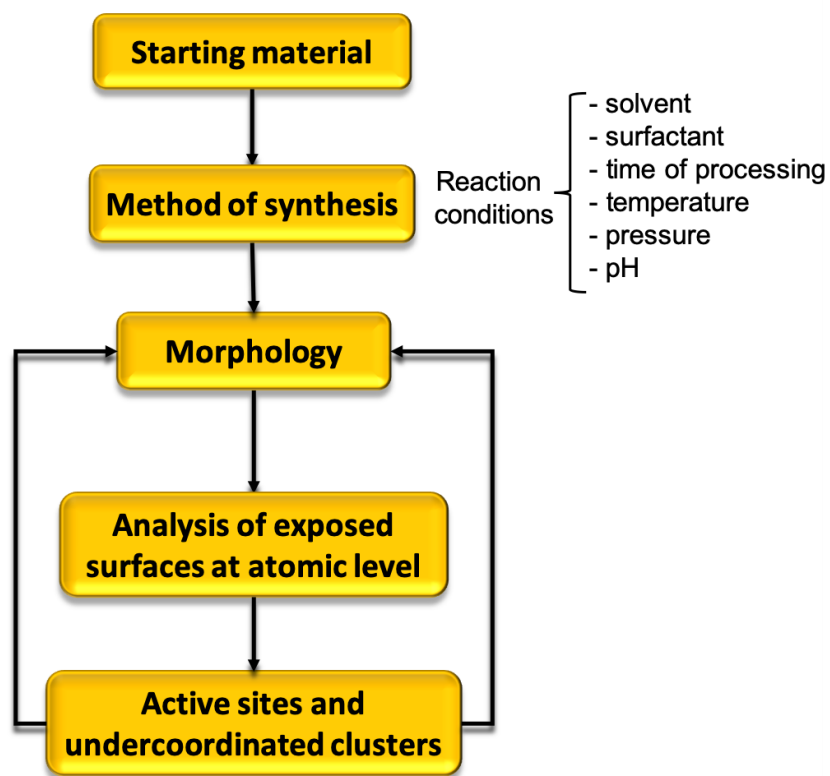 Starting material
Method of synthesis
Reaction
conditions
- solvent
- surfactant
- time of processing
- temperature
- pressure
- pH
Morphology
Analysis of exposed
surfaces at atomic level
Active sites and
undercoordinated clusters